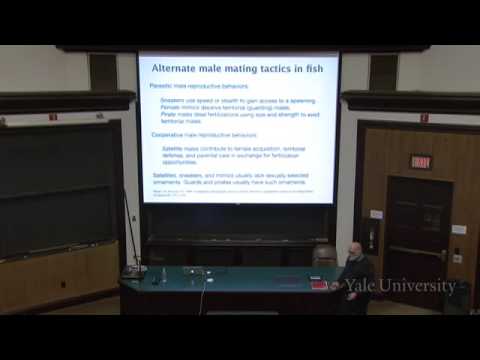 Alternate male mating tactics in fish
Parasitic male reproductive behaviors:
Sneakers use speed or stealth to gain access to a spawning.
Female mimics deceive territorial (guarding) males.
Pirate males steal fertilizations using size and strength to evict
territorial males.
Cooperative male reproductive behaviors:
Satellite males contribute to female acquisition, territorial
defense, and parental care in exchange for fertilization
opportunities.
Satellites, sneakers, and mimics usually lack sexually selected
ornaments. Guards and pirates usually have such ornaments.
EXIT
Yale University